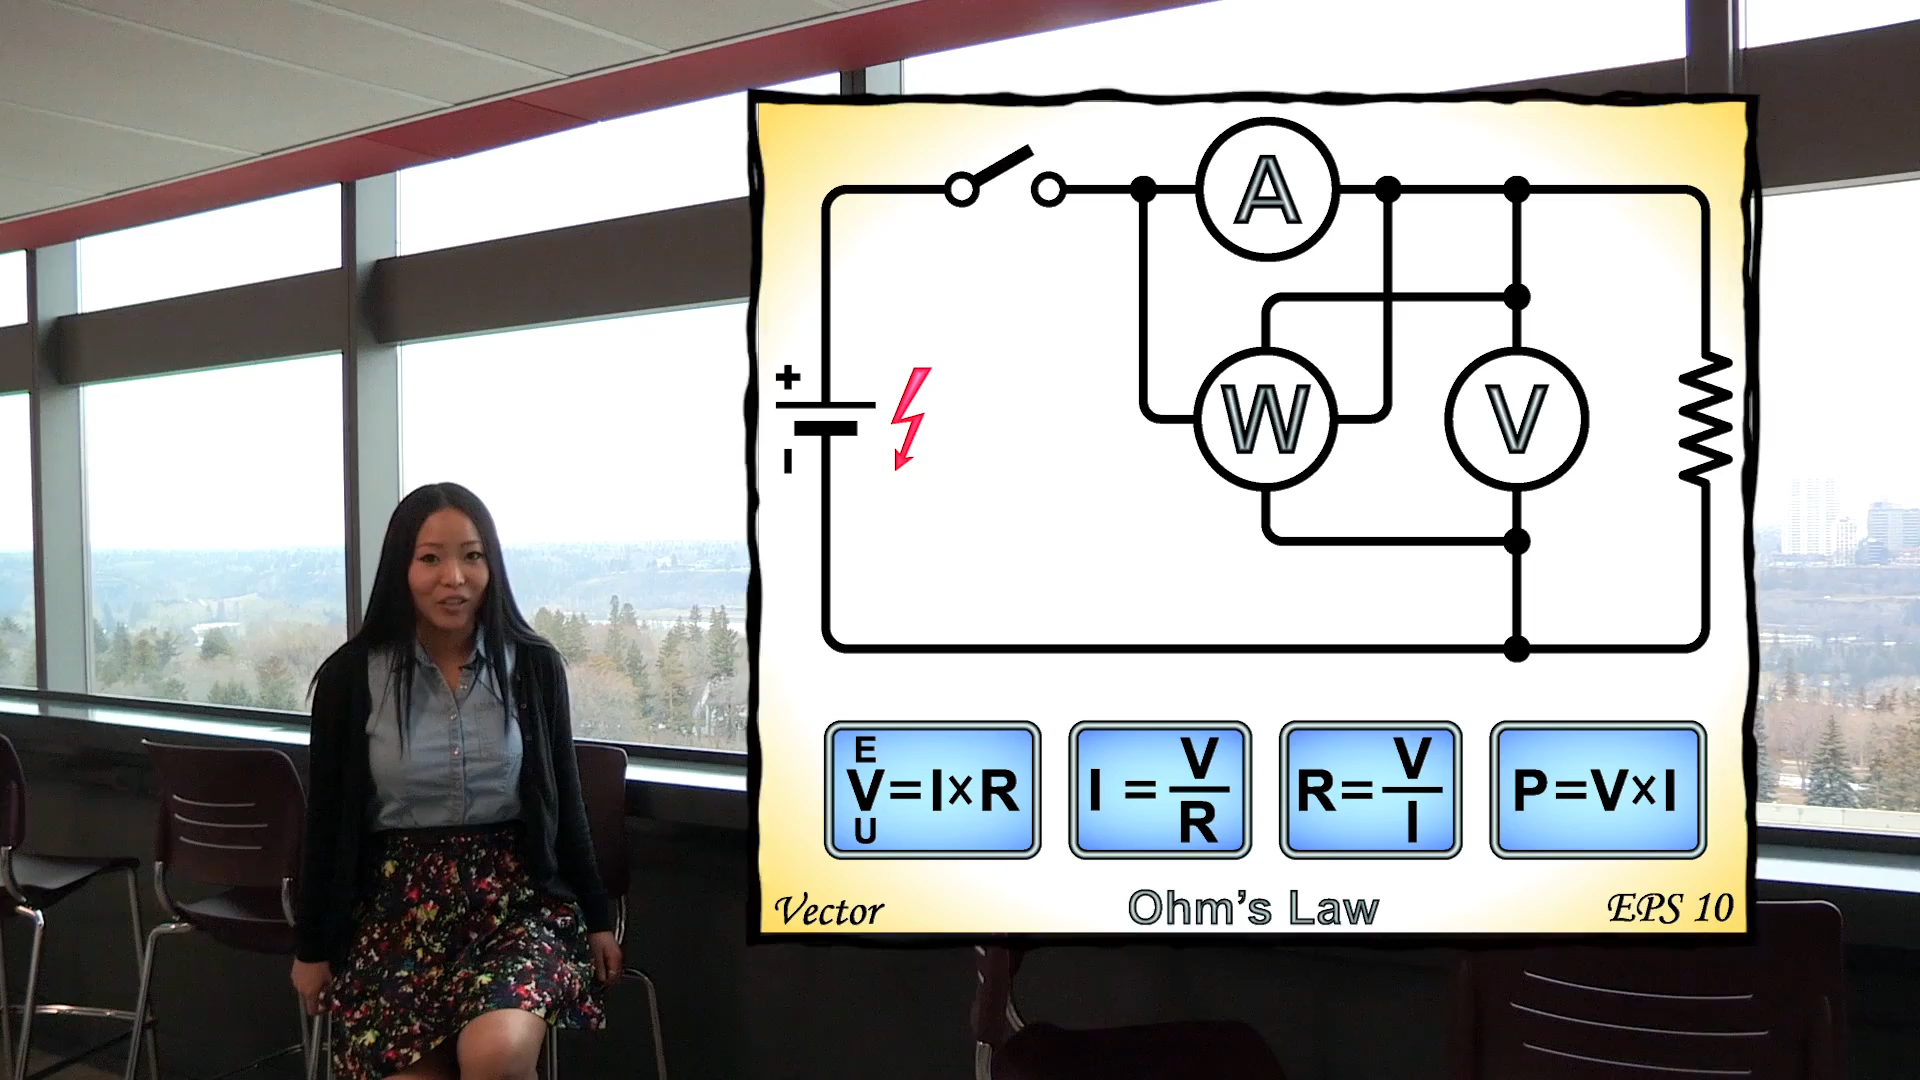 A
+
W
V
-
E
V=I×R
U
I = V/R
R=V/I
P=V×I
Vector
Ohm's Law
EPS 10